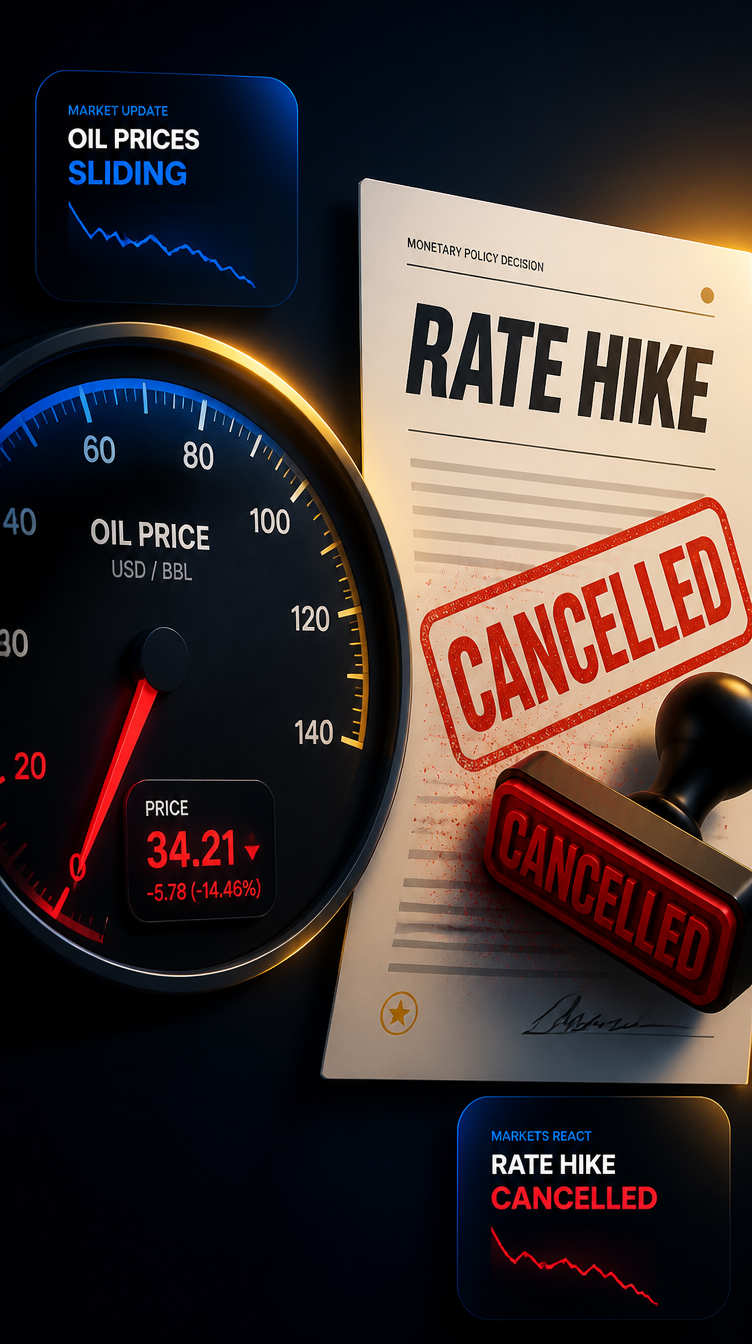 MARKET UPDATE
OIL PRICES
SLIDING
MONETARY POLICY DECISION
RATE HIKE
CANCELLED
CANCELLED
OIL PRICE
USD / BBL
20
30
40
60
80
100
120
140
PRICE
34.21▼
-5.78 (-14.46%)
MARKETS REACT
RATE HIKE
CANCELLED